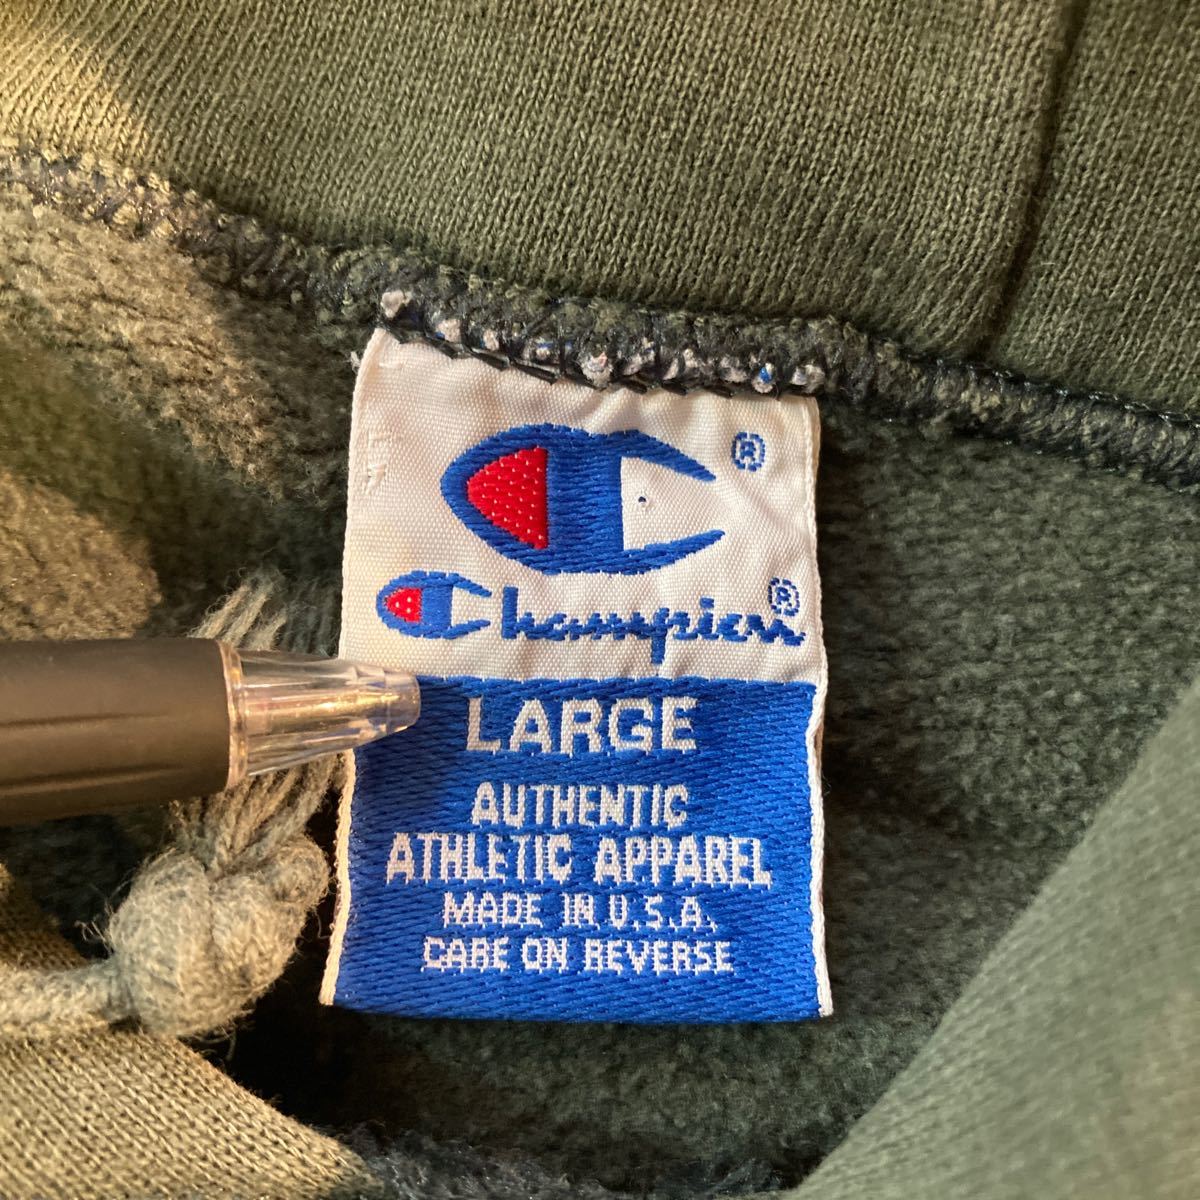 ®
Champion®
LARGE
AUTHENTIC
ATHLETIC APPAREL
MADE IN U.S.A.
CARE ON REVERSE